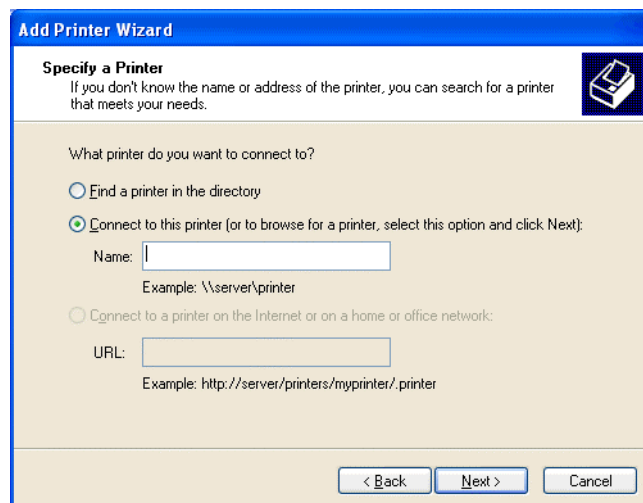 Add Printer Wizard
Specify a Printer
If you don't know the name or address of the printer, you can search for a printer
that meets your needs.
What printer do you want to connect to?
Find a printer in the directory
Connect to this printer (or to browse for a printer, select this option and click Next):
Name:
Example: \\server\printer
Connect to a printer on the Internet or on a home or office network:
URL:
Example: http://server/printers/myprinter/.printer
< Back Next > Cancel